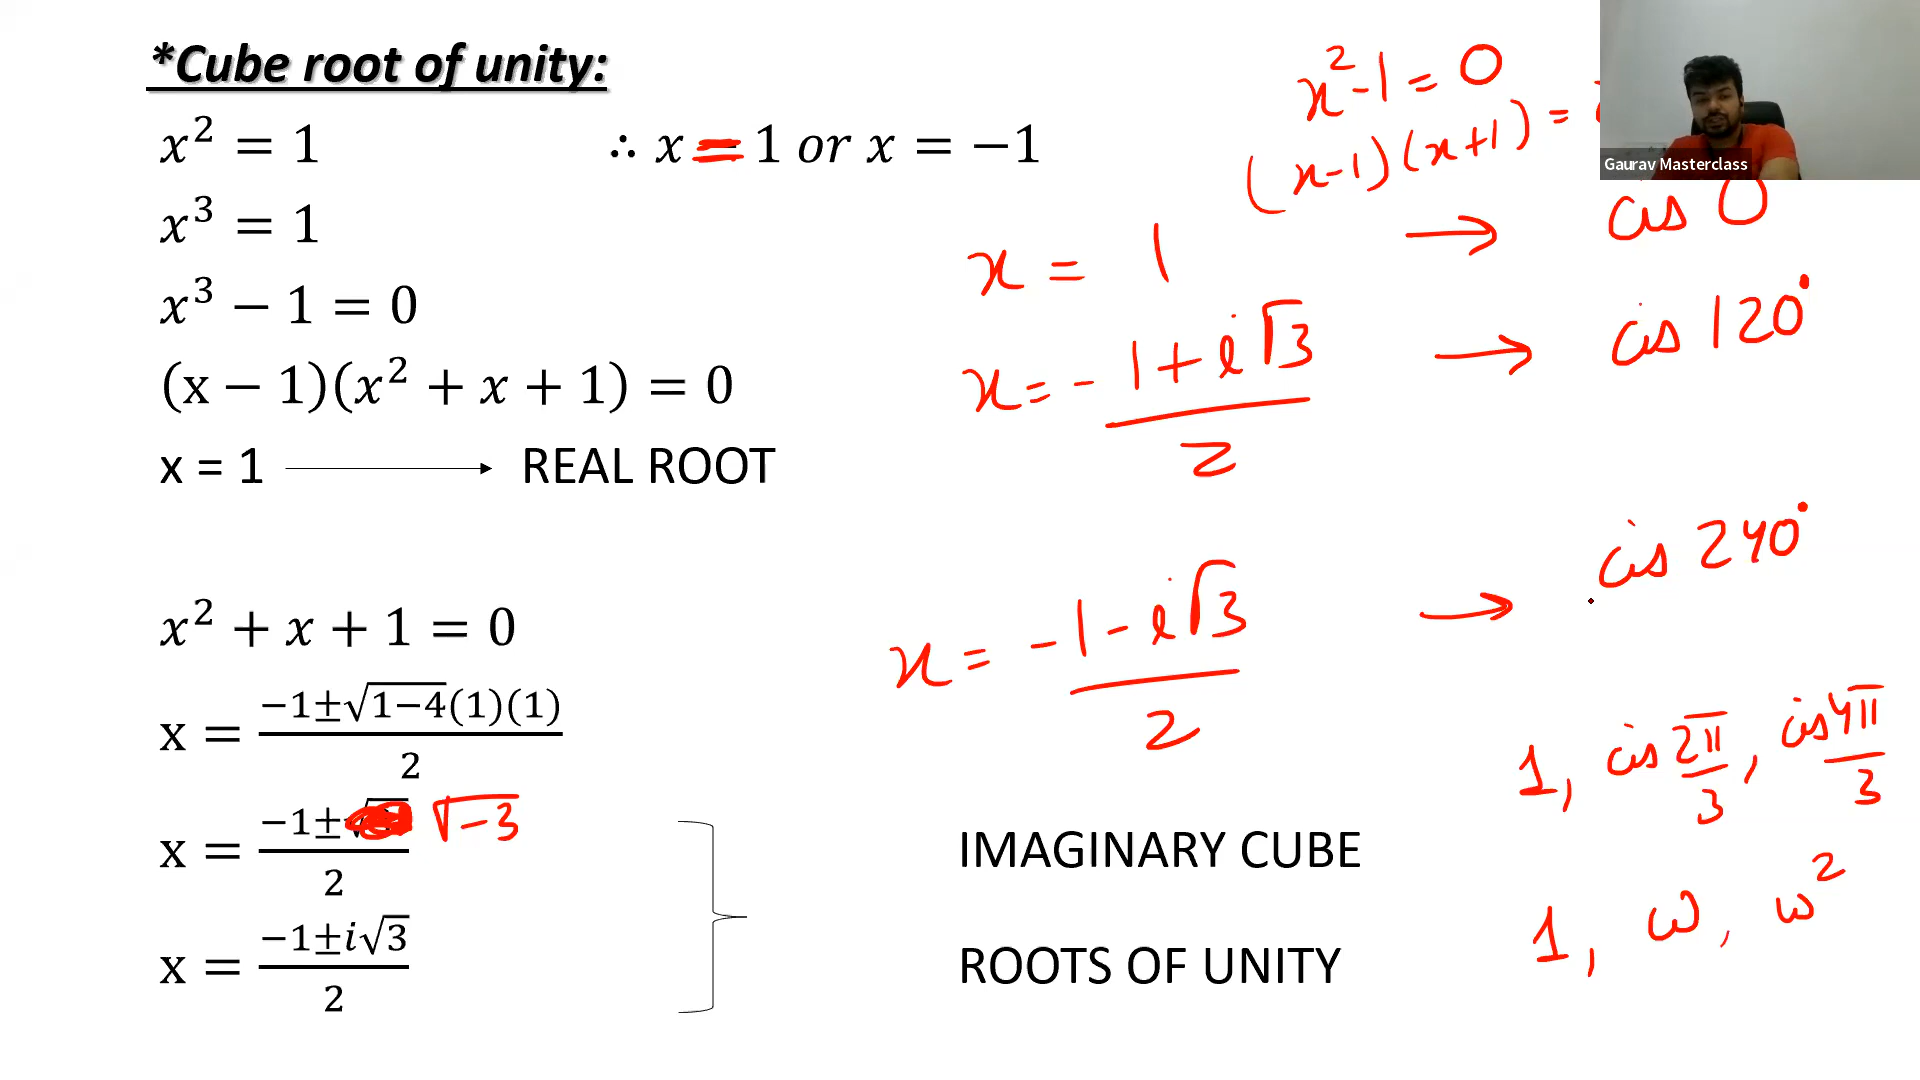 *Cube root of unity:
x² = 1
∴ x = 1 or x = −1
x³ = 1
x³ − 1 = 0
(x − 1)(x² + x + 1) = 0
x = 1 → REAL ROOT
x² + x + 1 = 0
x = (−1±√1−4(1)(1))/2
x = −1± √−3 /2
x = (−1±i√3)/2
IMAGINARY CUBE
ROOTS OF UNITY
x²-1=0
(x-1)(x+1) =
x = 1 → cis 0
x = (-1+i√3)/2 → cis 120°
x = (-1-i√3)/2 → cis 240°
1, cis 2π/3, cis 4π/3
1, ω, ω²
Gaurav Masterclass